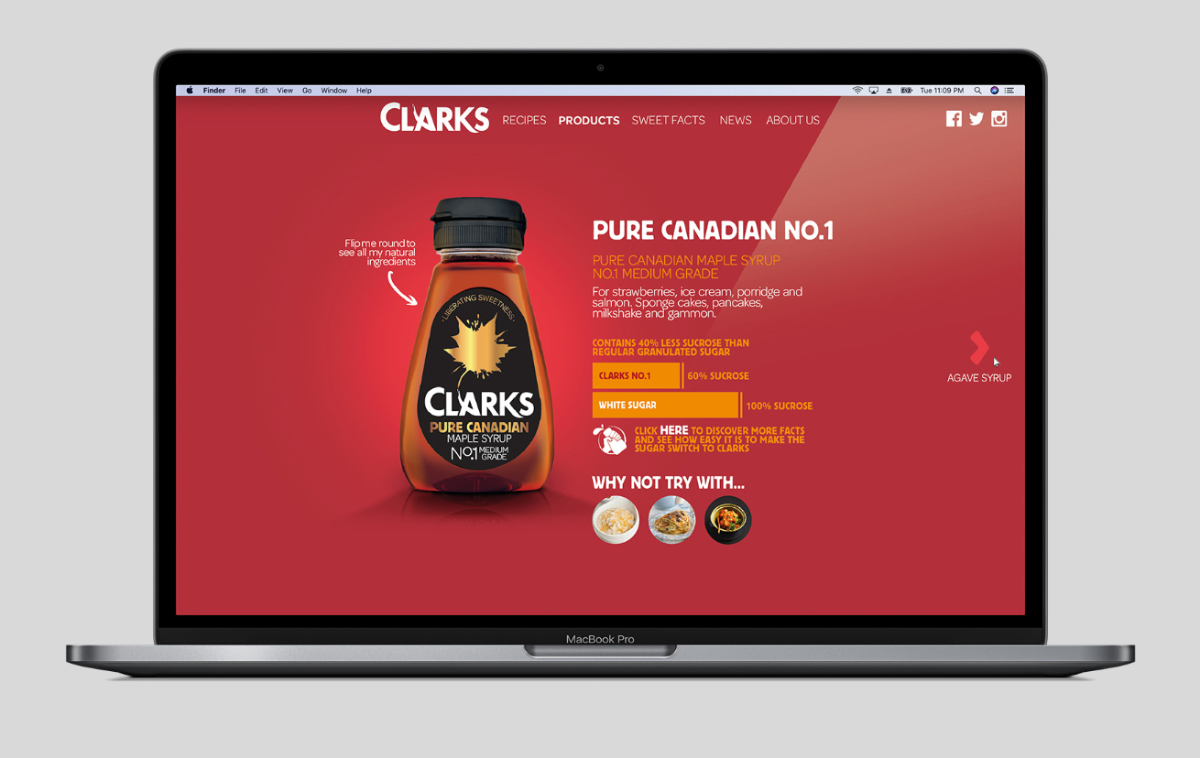 Finder File Edit View Go Window Help
Tue 11:09 PM
CLARKS
RECIPES PRODUCTS SWEET FACTS NEWS ABOUT US
Flip me round to
see all my natural
ingredients
·LIBERATING SWEETNESS·
CLARKS
PURE CANADIAN
MAPLE SYRUP
No.1 MEDIUM
GRADE
PURE CANADIAN NO.1
PURE CANADIAN MAPLE SYRUP
NO.1 MEDIUM GRADE
For strawberries, ice cream, porridge and
salmon. Sponge cakes, pancakes,
milkshake and gammon.
CONTAINS 40% LESS SUCROSE THAN
REGULAR GRANULATED SUGAR
CLARKS NO.1 60% SUCROSE
WHITE SUGAR 100% SUCROSE
CLICK HERE TO DISCOVER MORE FACTS
AND SEE HOW EASY IT IS TO MAKE THE
SUGAR SWITCH TO CLARKS
WHY NOT TRY WITH...
AGAVE SYRUP
MacBook Pro